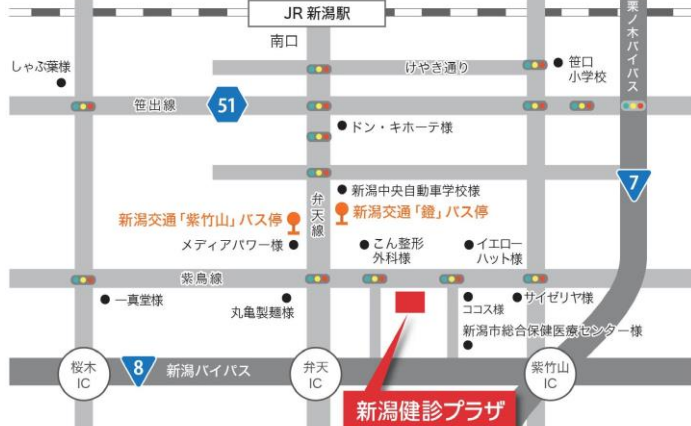 JR 新潟駅
南口
栗ノ木バイパス
しゃぶ葉様
けやき通り
笹口
小学校
笹出線
51
ドン・キホーテ様
7
新潟中央自動車学校様
弁天線
新潟交通「紫竹山」バス停
新潟交通「鐙」バス停
メディアパワー様
こん整形
外科様
イエロー
ハット様
紫鳥線
一真堂様
丸亀製麺様
ココス様
サイゼリヤ様
新潟市総合保健医療センター様
桜木
IC
8
新潟バイパス
弁天
IC
紫竹山
IC
新潟健診プラザ